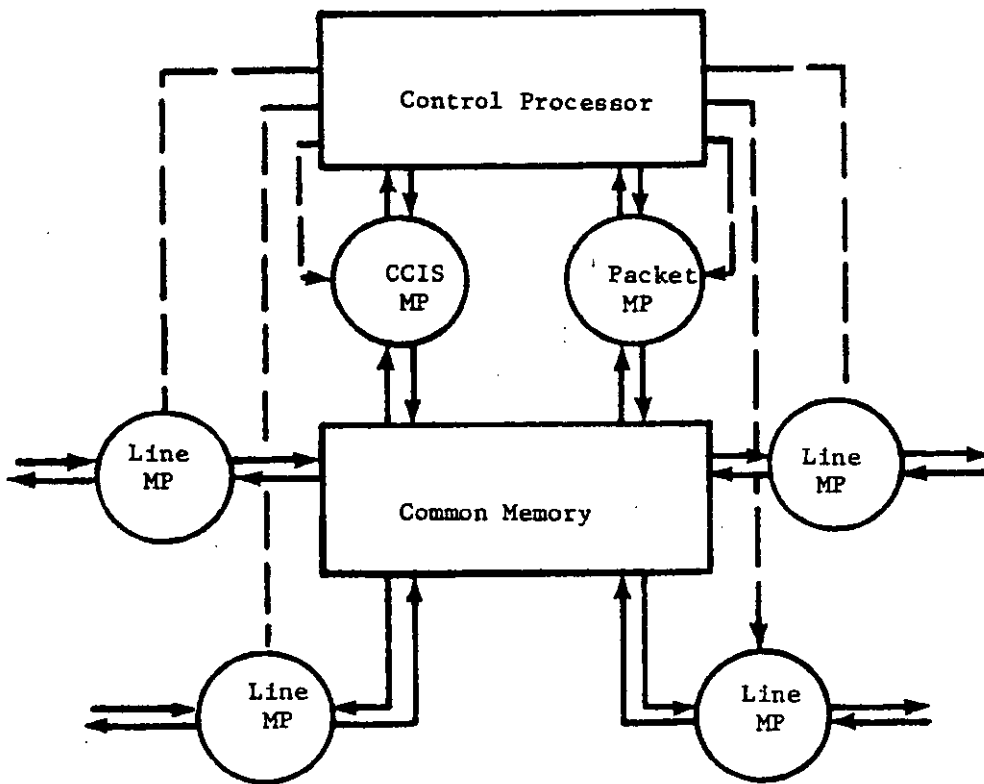 Control Processor
CCIS
MP
Packet
MP
Line
MP
Line
MP
Common Memory
Line
MP
Line
MP